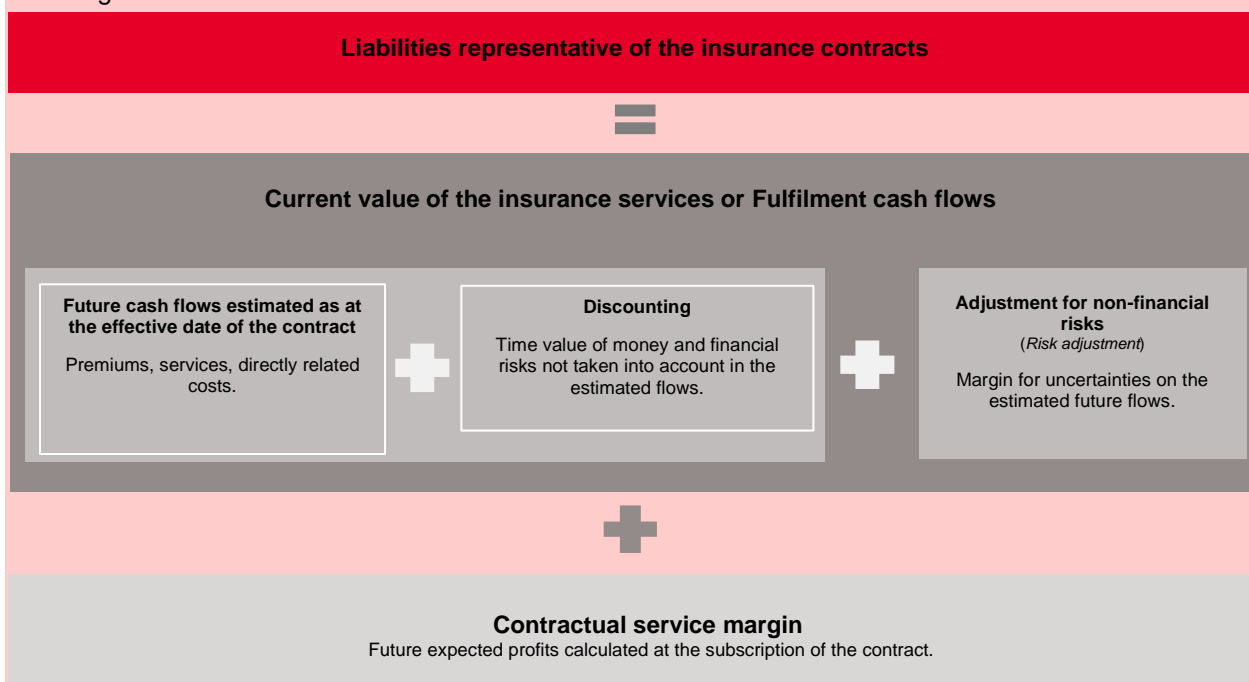 Liabilities representative of the insurance contracts
Current value of the insurance services or Fulfilment cash flows
Future cash flows estimated as at
the effective date of the contract
Premiums, services, directly related
costs.
Discounting
Time value of money and financial
risks not taken into account in the
estimated flows.
Adjustment for non-financial
risks
(Risk adjustment)
Margin for uncertainties on the
estimated future flows.
Contractual service margin
Future expected profits calculated at the subscription of the contract.